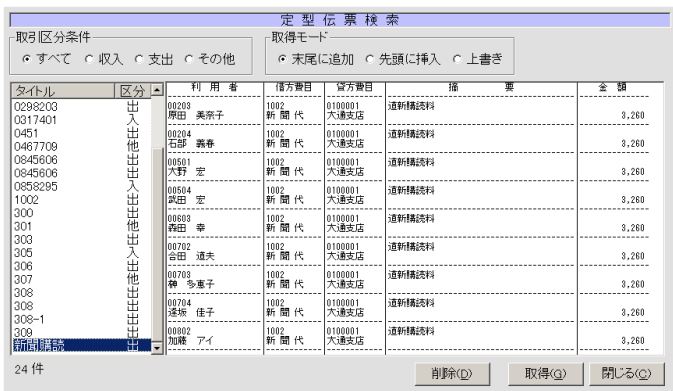 定型伝票検索
取引区分条件
すべて 収入 支出 その他
取得モード
末尾に追加 先頭に挿入 上書き
タイトル 区分
0298203 出
0317401 入
0451 出
0467709 他
0845606 出
0845606 出
0858295 入
1002 出
300 出
301 他
303 出
305 入
306 出
307 他
308 出
308 出
308-1 出
309 出
新聞購読 出
利用者 借方費目 貸方費目 摘要 金額
00203 1002 0100001 道新購読料
原田 美奈子 新聞代 大通支店 3,260
00204 1002 0100001 道新購読料
石部 義春 新聞代 大通支店 3,260
00501 1002 0100001 道新購読料
大野 宏 新聞代 大通支店 3,260
00504 1002 0100001 道新購読料
武田 宏 新聞代 大通支店 3,260
00603 1002 0100001 道新購読料
森田 幸 新聞代 大通支店 3,260
00702 1002 0100001 道新購読料
合田 道夫 新聞代 大通支店 3,260
00703 1002 0100001 道新購読料
榊 多恵子 新聞代 大通支店 3,260
00704 1002 0100001 道新購読料
逢坂 佳子 新聞代 大通支店 3,260
00802 1002 0100001 道新購読料
加藤 アイ 新聞代 大通支店 3,260
24 件
削除(D) 取得(G) 閉じる(C)